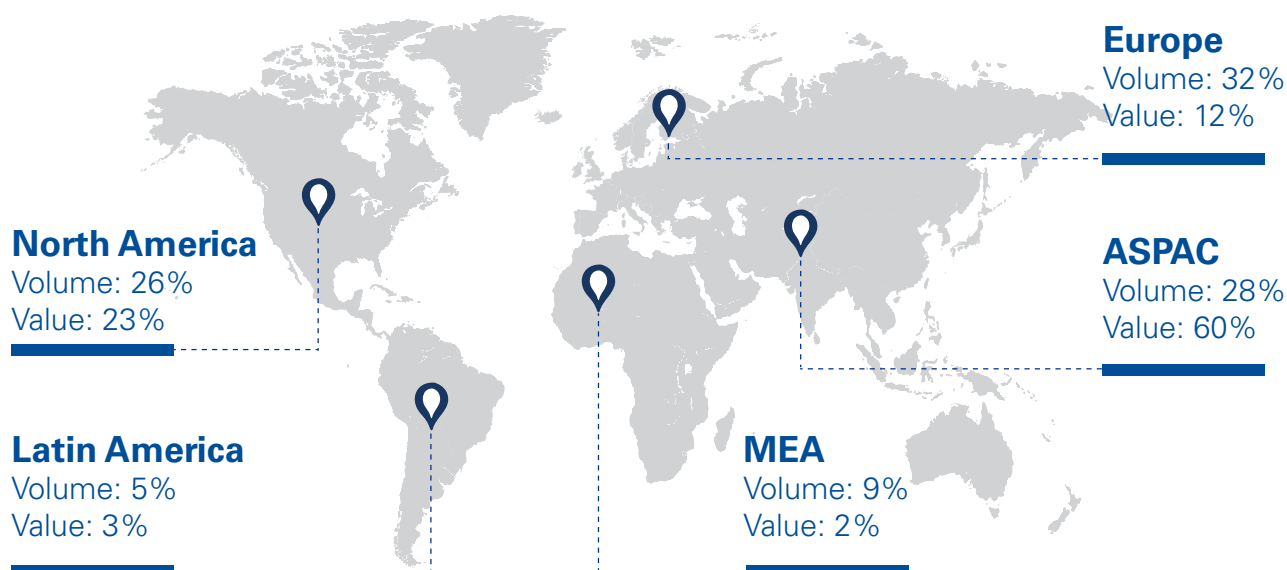 Europe
Volume: 32%
Value: 12%
North America
Volume: 26%
Value: 23%
ASPAC
Volume: 28%
Value: 60%
Latin America
Volume: 5%
Value: 3%
MEA
Volume: 9%
Value: 2%